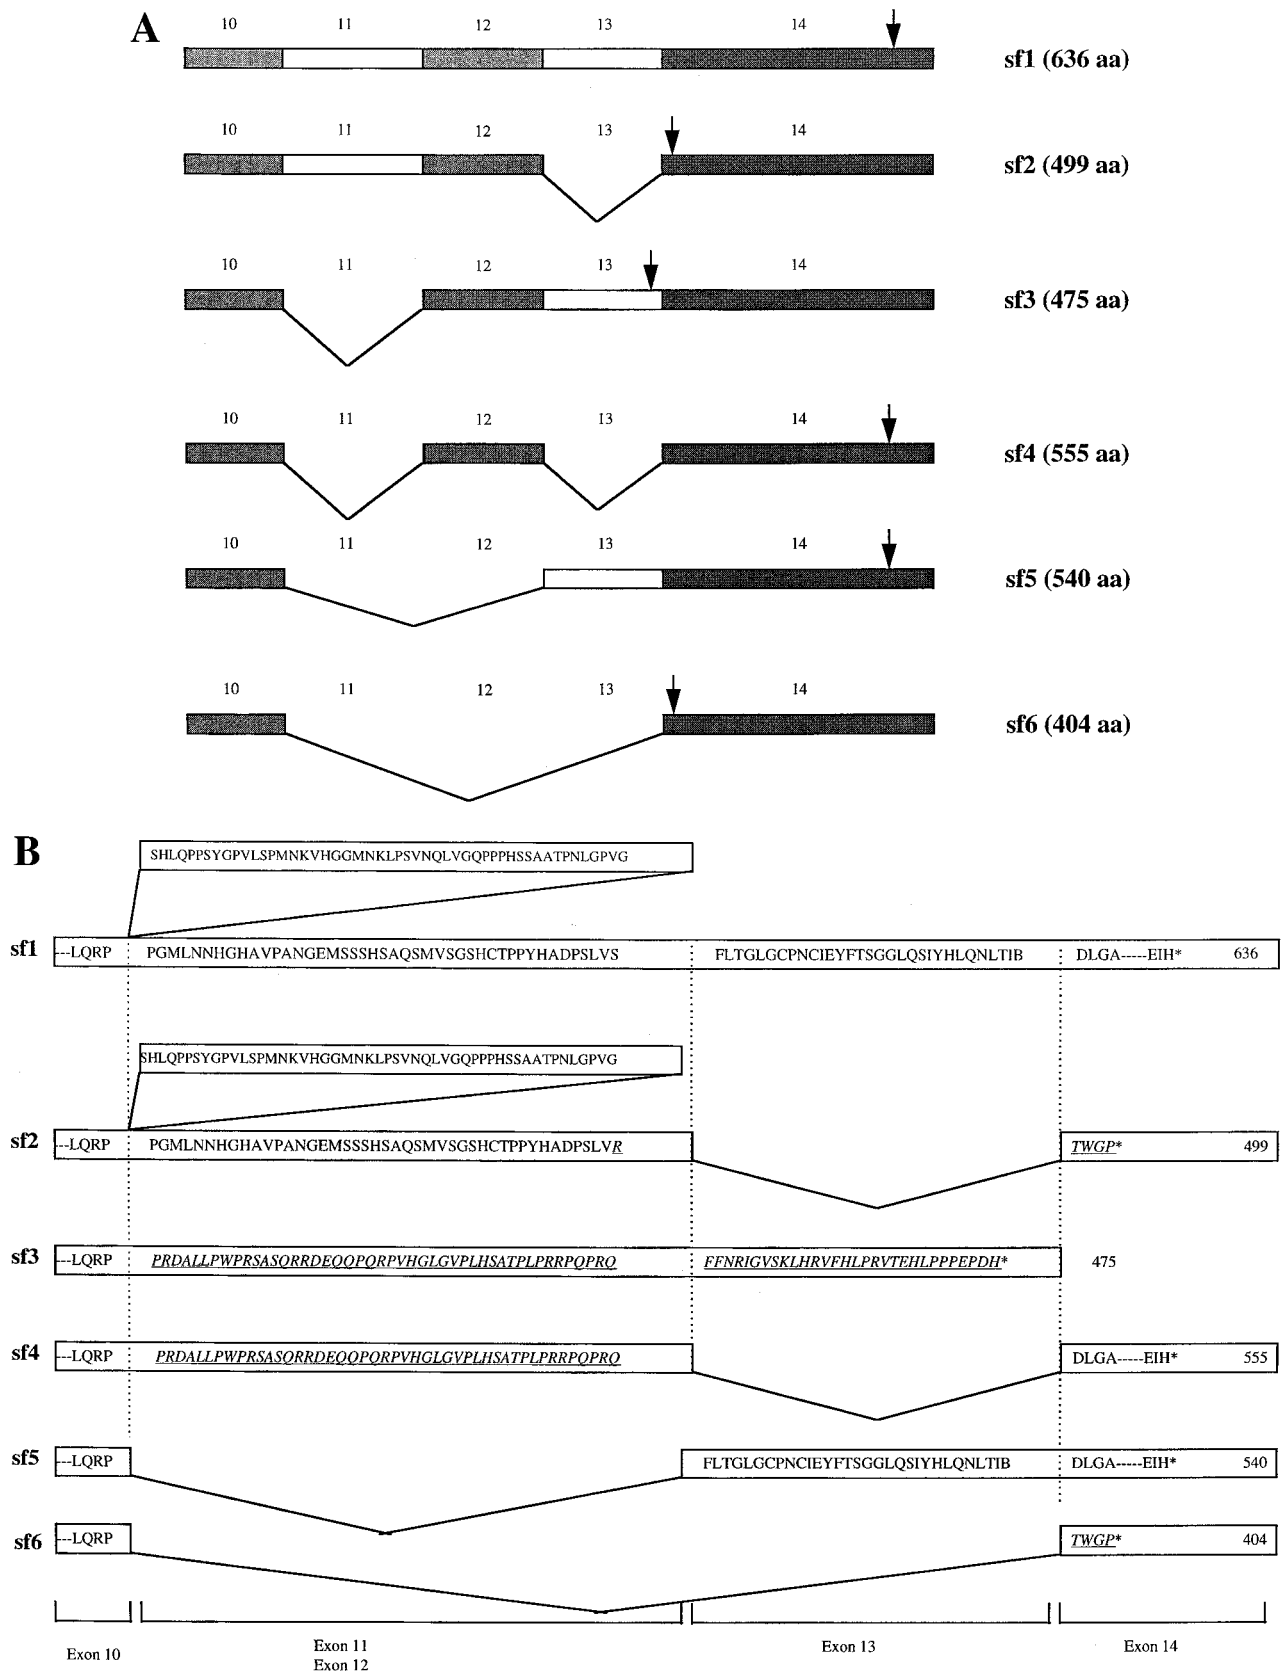 A
10 11 12 13 14
sf1 (636 aa)
10 11 12 13 14
sf2 (499 aa)
10 11 12 13 14
sf3 (475 aa)
10 11 12 13 14
sf4 (555 aa)
10 11 12 13 14
sf5 (540 aa)
10 11 12 13 14
sf6 (404 aa)
B
SHLQPPSYGPVLSPMNKVHGGMNKLPSVNQLVGQPPPHSSAATPNLGPVG
sf1 ---LQRP PGMLNNHGHAVPANGEMSSSHSAQSMVSGSHCTPPYHADPSLVS FLTGLGCPNCIEYFTSGGLQSIYHLQNLTIB DLGA-----EIH* 636
SHLQPPSYGPVLSPMNKVHGGMNKLPSVNQLVGQPPPHSSAATPNLGPVG
sf2 ---LQRP PGMLNNHGHAVPANGEMSSSHSAQSMVSGSHCTPPYHADPSLVR TWGP* 499
sf3 ---LQRP PRDALLPWPRSASQRRDEQQPQRPVHGLGVPLHSATPLPRRPQPRQ FFNRIGVSKLHRVFHLPRVTEHLPPPEPDH* 475
sf4 ---LQRP PRDALLPWPRSASQRRDEQQPQRPVHGLGVPLHSATPLPRRPQPRQ DLGA-----EIH* 555
sf5 ---LQRP FLTGLGCPNCIEYFTSGGLQSIYHLQNLTIB DLGA-----EIH* 540
sf6 ---LQRP TWGP* 404
Exon 10 Exon 11 Exon 13 Exon 14
Exon 12